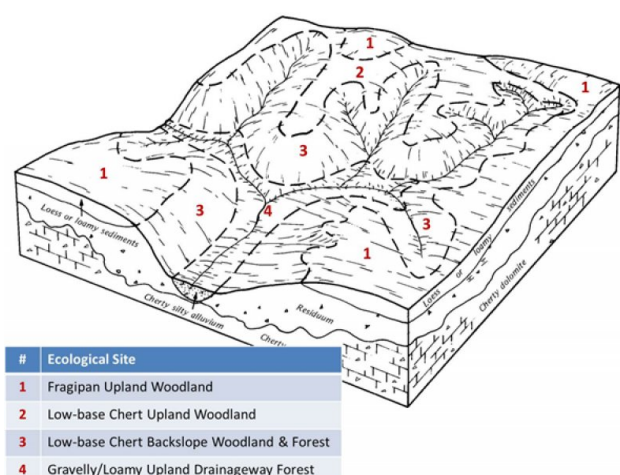 1
2
1
3
1
3
4
3
1
Loess or loamy sediments
Loess or loamy sediments
Cherty dolomite
Residuum
Cherty silty alluvium
Cherty
# Ecological Site
1 Fragipan Upland Woodland
2 Low-base Chert Upland Woodland
3 Low-base Chert Backslope Woodland & Forest
4 Gravelly/Loamy Upland Drainageway Forest